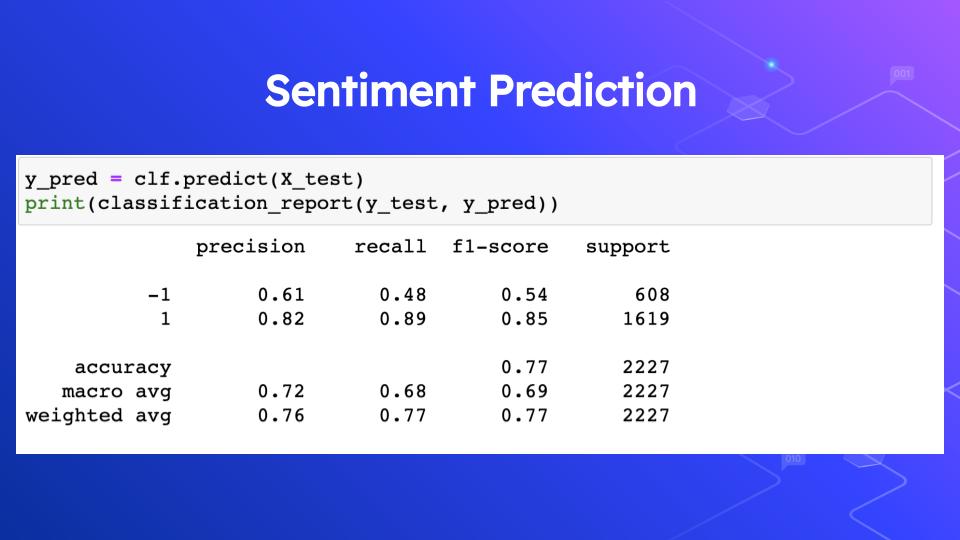 001
Sentiment Prediction
y_pred = clf.predict(X_test)
print(classification_report(y_test, y_pred))
precision recall f1-score support
-1 0.61 0.48 0.54 608
1 0.82 0.89 0.85 1619
accuracy 0.77 2227
macro avg 0.72 0.68 0.69 2227
weighted avg 0.76 0.77 0.77 2227
010